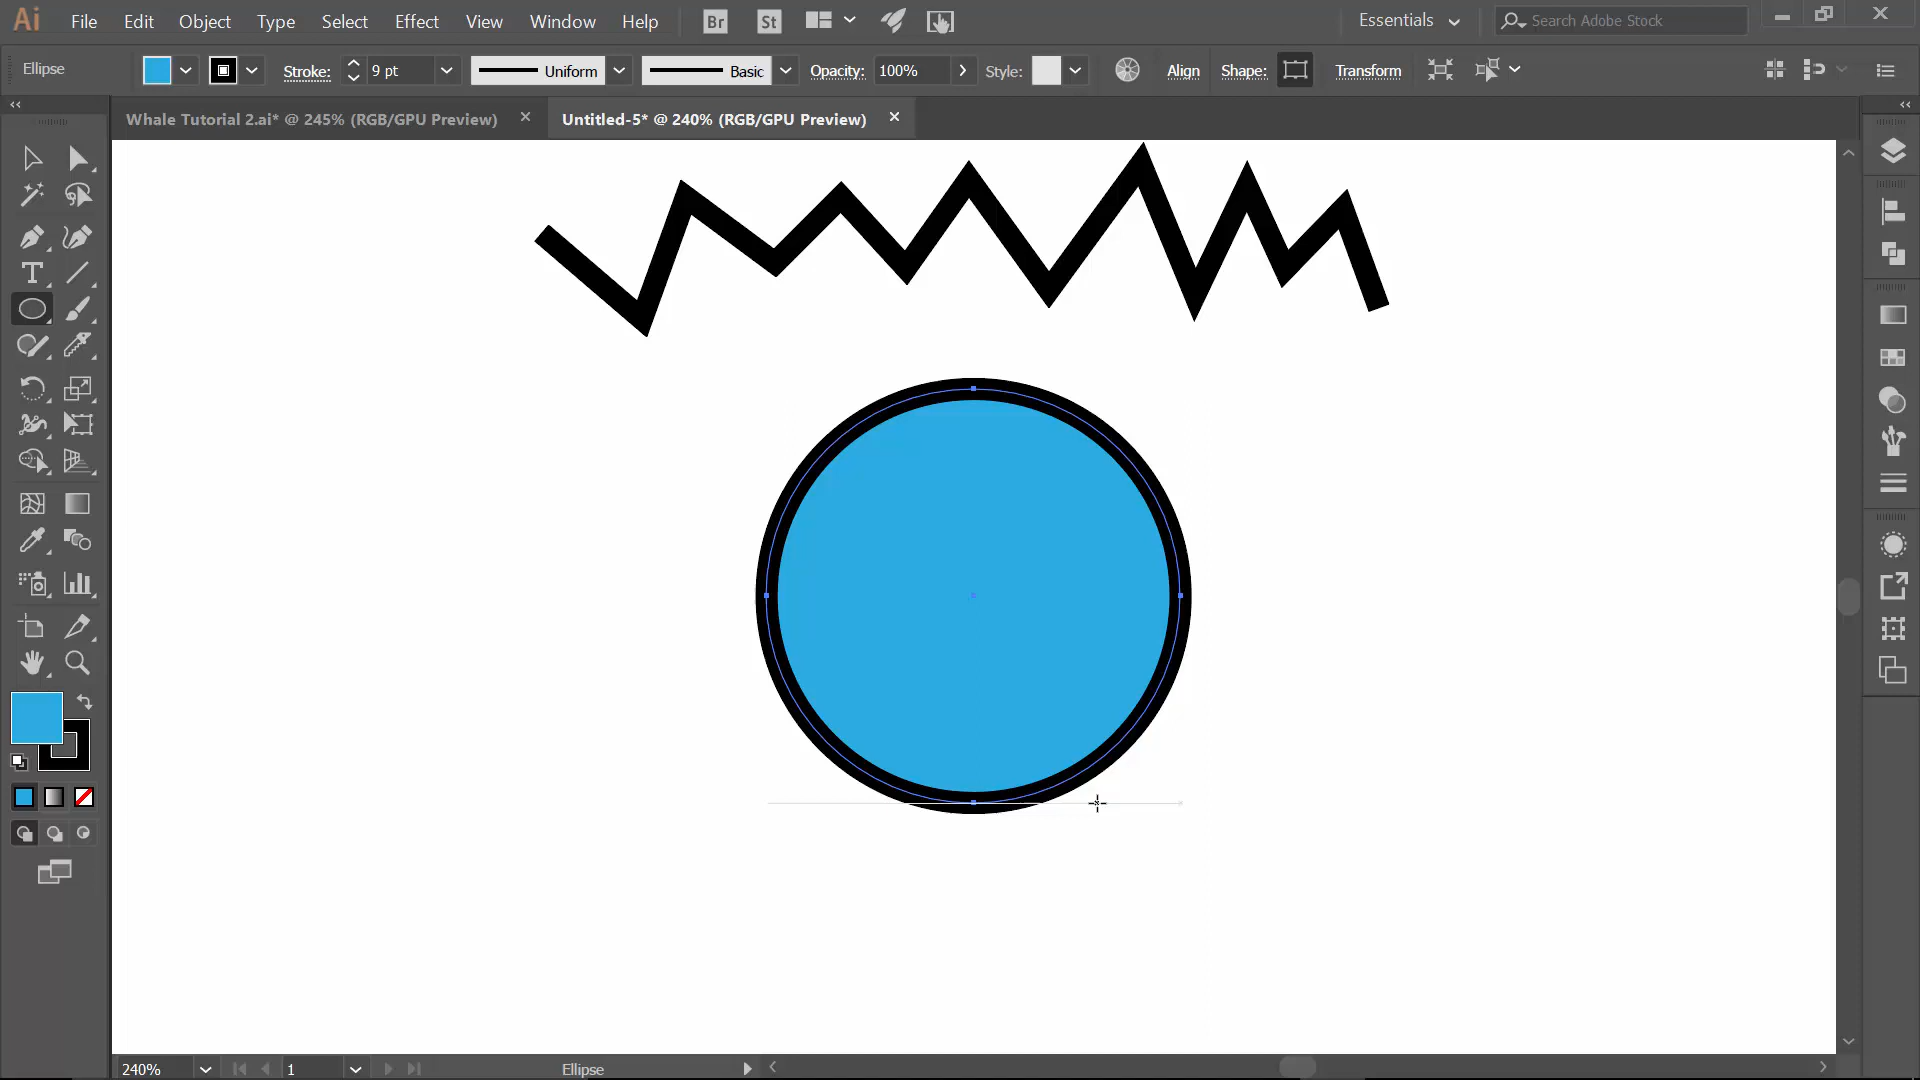 Ai File Edit Object Type Select Effect View Window Help Br St Essentials Search Adobe Stock
Ellipse Stroke: 9 pt Uniform Basic Opacity: 100% Style: Align Shape: Transform
Whale Tutorial 2.ai* @ 245% (RGB/GPU Preview) Untitled-5* @ 240% (RGB/GPU Preview)
240% 1 Ellipse